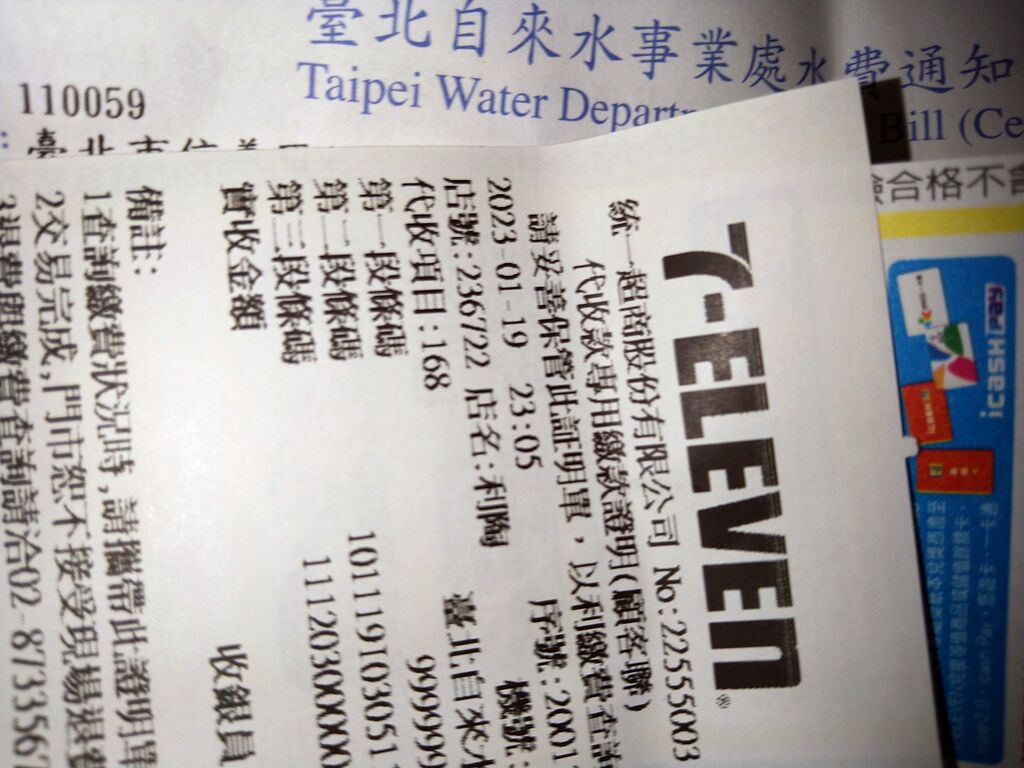 臺北自來水事業處水費通知
Taipei Water Bill (Ce
110059
7-ELEVEN®
統一超商股份有限公司 No:22555003
代收款專用繳款證明(顧客聯)
請妥善保管此証明單，以利繳費查詢
2023-01-19 23:05 序號:2001
店號:236722 店名:利陶 機號:
代收項目:168 臺北自來水
第一段條碼 999990
第二段條碼 1011191030511
第三段條碼 1112030000000
實收金額
收銀員
備註:
1查詢繳費狀況時,請攜帶此證明單
2交易完成,門市恕不接受現場退費
合格不
icash Pay